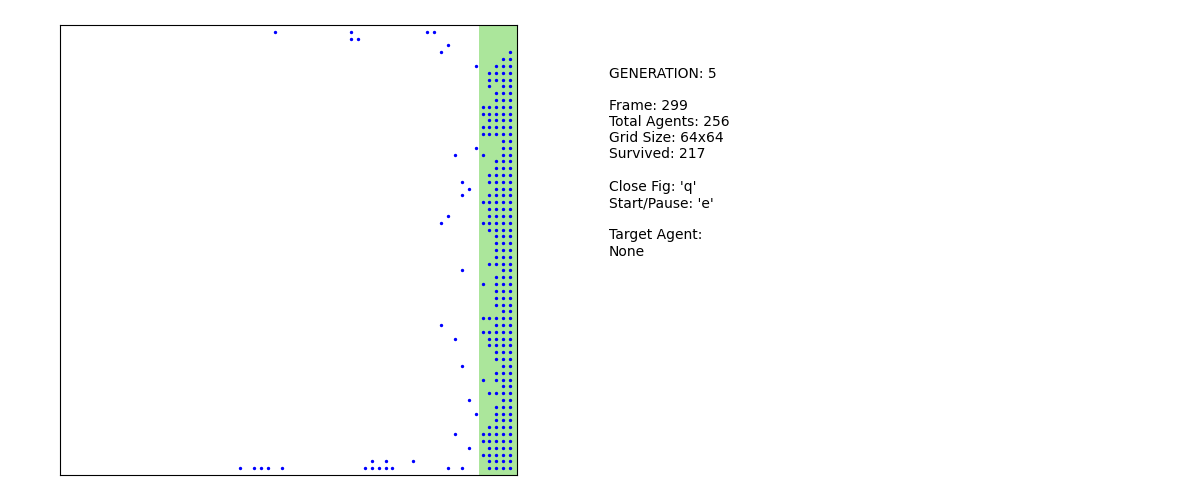 GENERATION: 5
Frame: 299
Total Agents: 256
Grid Size: 64x64
Survived: 217
Close Fig: 'q'
Start/Pause: 'e'
Target Agent:
None